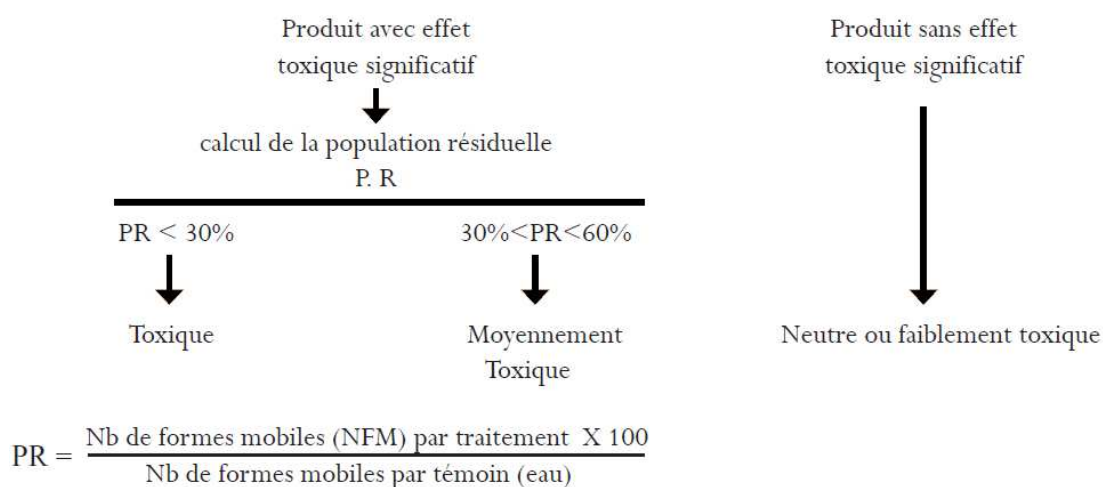 Produit avec effet
toxique significatif
Produit sans effet
toxique significatif
calcul de la population résiduelle
P. R
PR < 30%
30%<PR<60%
Toxique
Moyennement
Toxique
Neutre ou faiblement toxique
PR = Nb de formes mobiles (NFM) par traitement X 100
Nb de formes mobiles par témoin (eau)